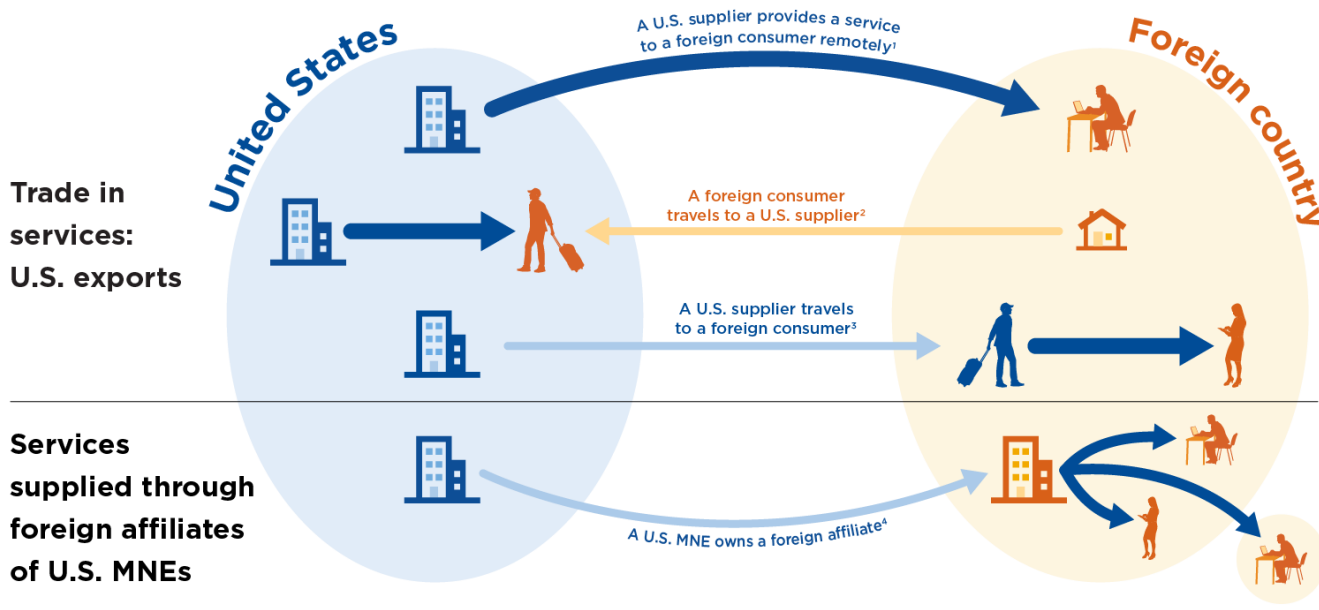 United States
Foreign country
A U.S. supplier provides a service
to a foreign consumer remotely¹
Trade in
services:
U.S. exports
A foreign consumer
travels to a U.S. supplier²
A U.S. supplier travels
to a foreign consumer³
Services
supplied through
foreign affiliates
of U.S. MNEs
A U.S. MNE owns a foreign affiliate⁴